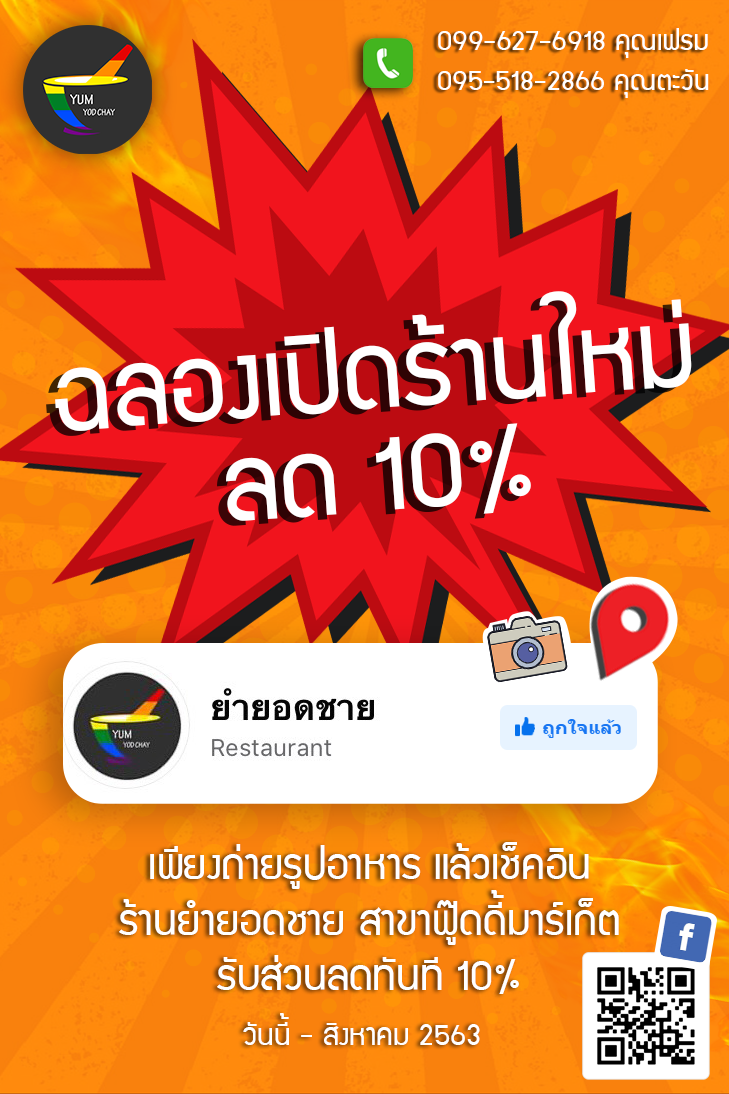 YUM
YOD CHAY
099-627-6918 คุณเฟรม
095-518-2866 คุณตะวัน
ฉลองเปิดร้านใหม่
ลด 10%
YUM
YOD CHAY
ยำยอดชาย
Restaurant
ถูกใจแล้ว
เพียงถ่ายรูปอาหาร แล้วเช็คอิน
ร้านยำยอดชาย สาขาฟู๊ดดี้มาร์เก็ต
รับส่วนลดทันที 10%
f
วันนี้ - สิงหาคม 2563